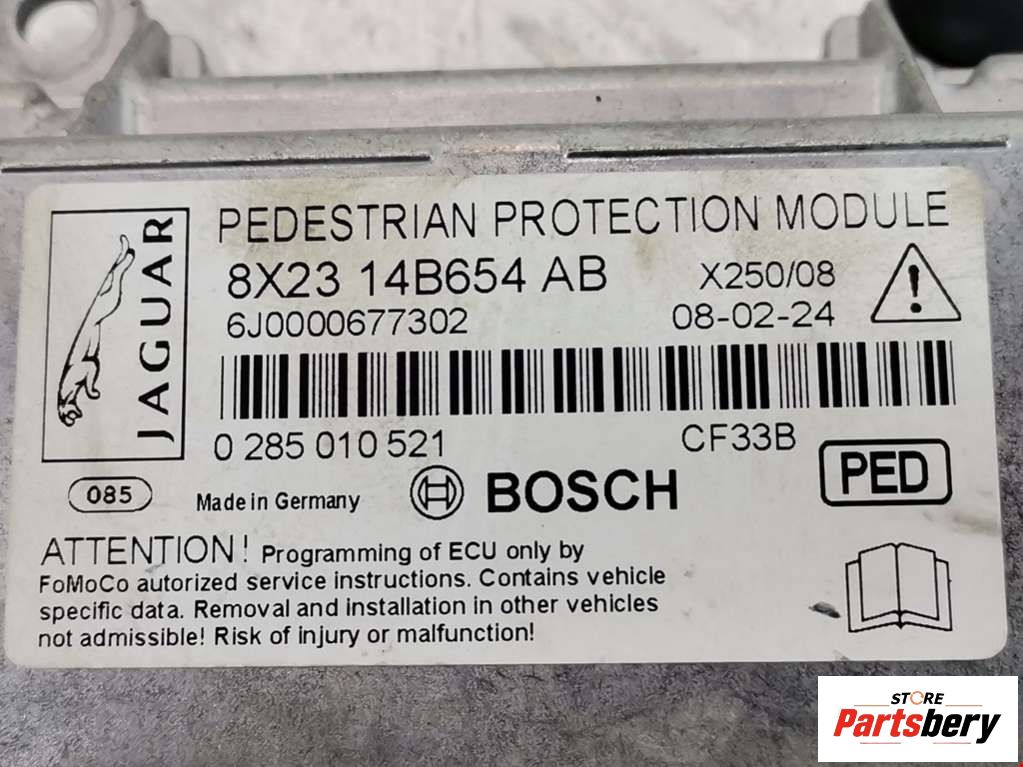 JAGUAR
PEDESTRIAN PROTECTION MODULE
8X23 14B654 AB
X250/08
6J0000677302
08-02-24
0 285 010 521
CF33B
PED
085
Made in Germany
BOSCH
ATTENTION! Programming of ECU only by
FoMoCo autorized service instructions. Contains vehicle
specific data. Removal and installation in other vehicles
not admissible! Risk of injury or malfunction!
STORE
Partsbery